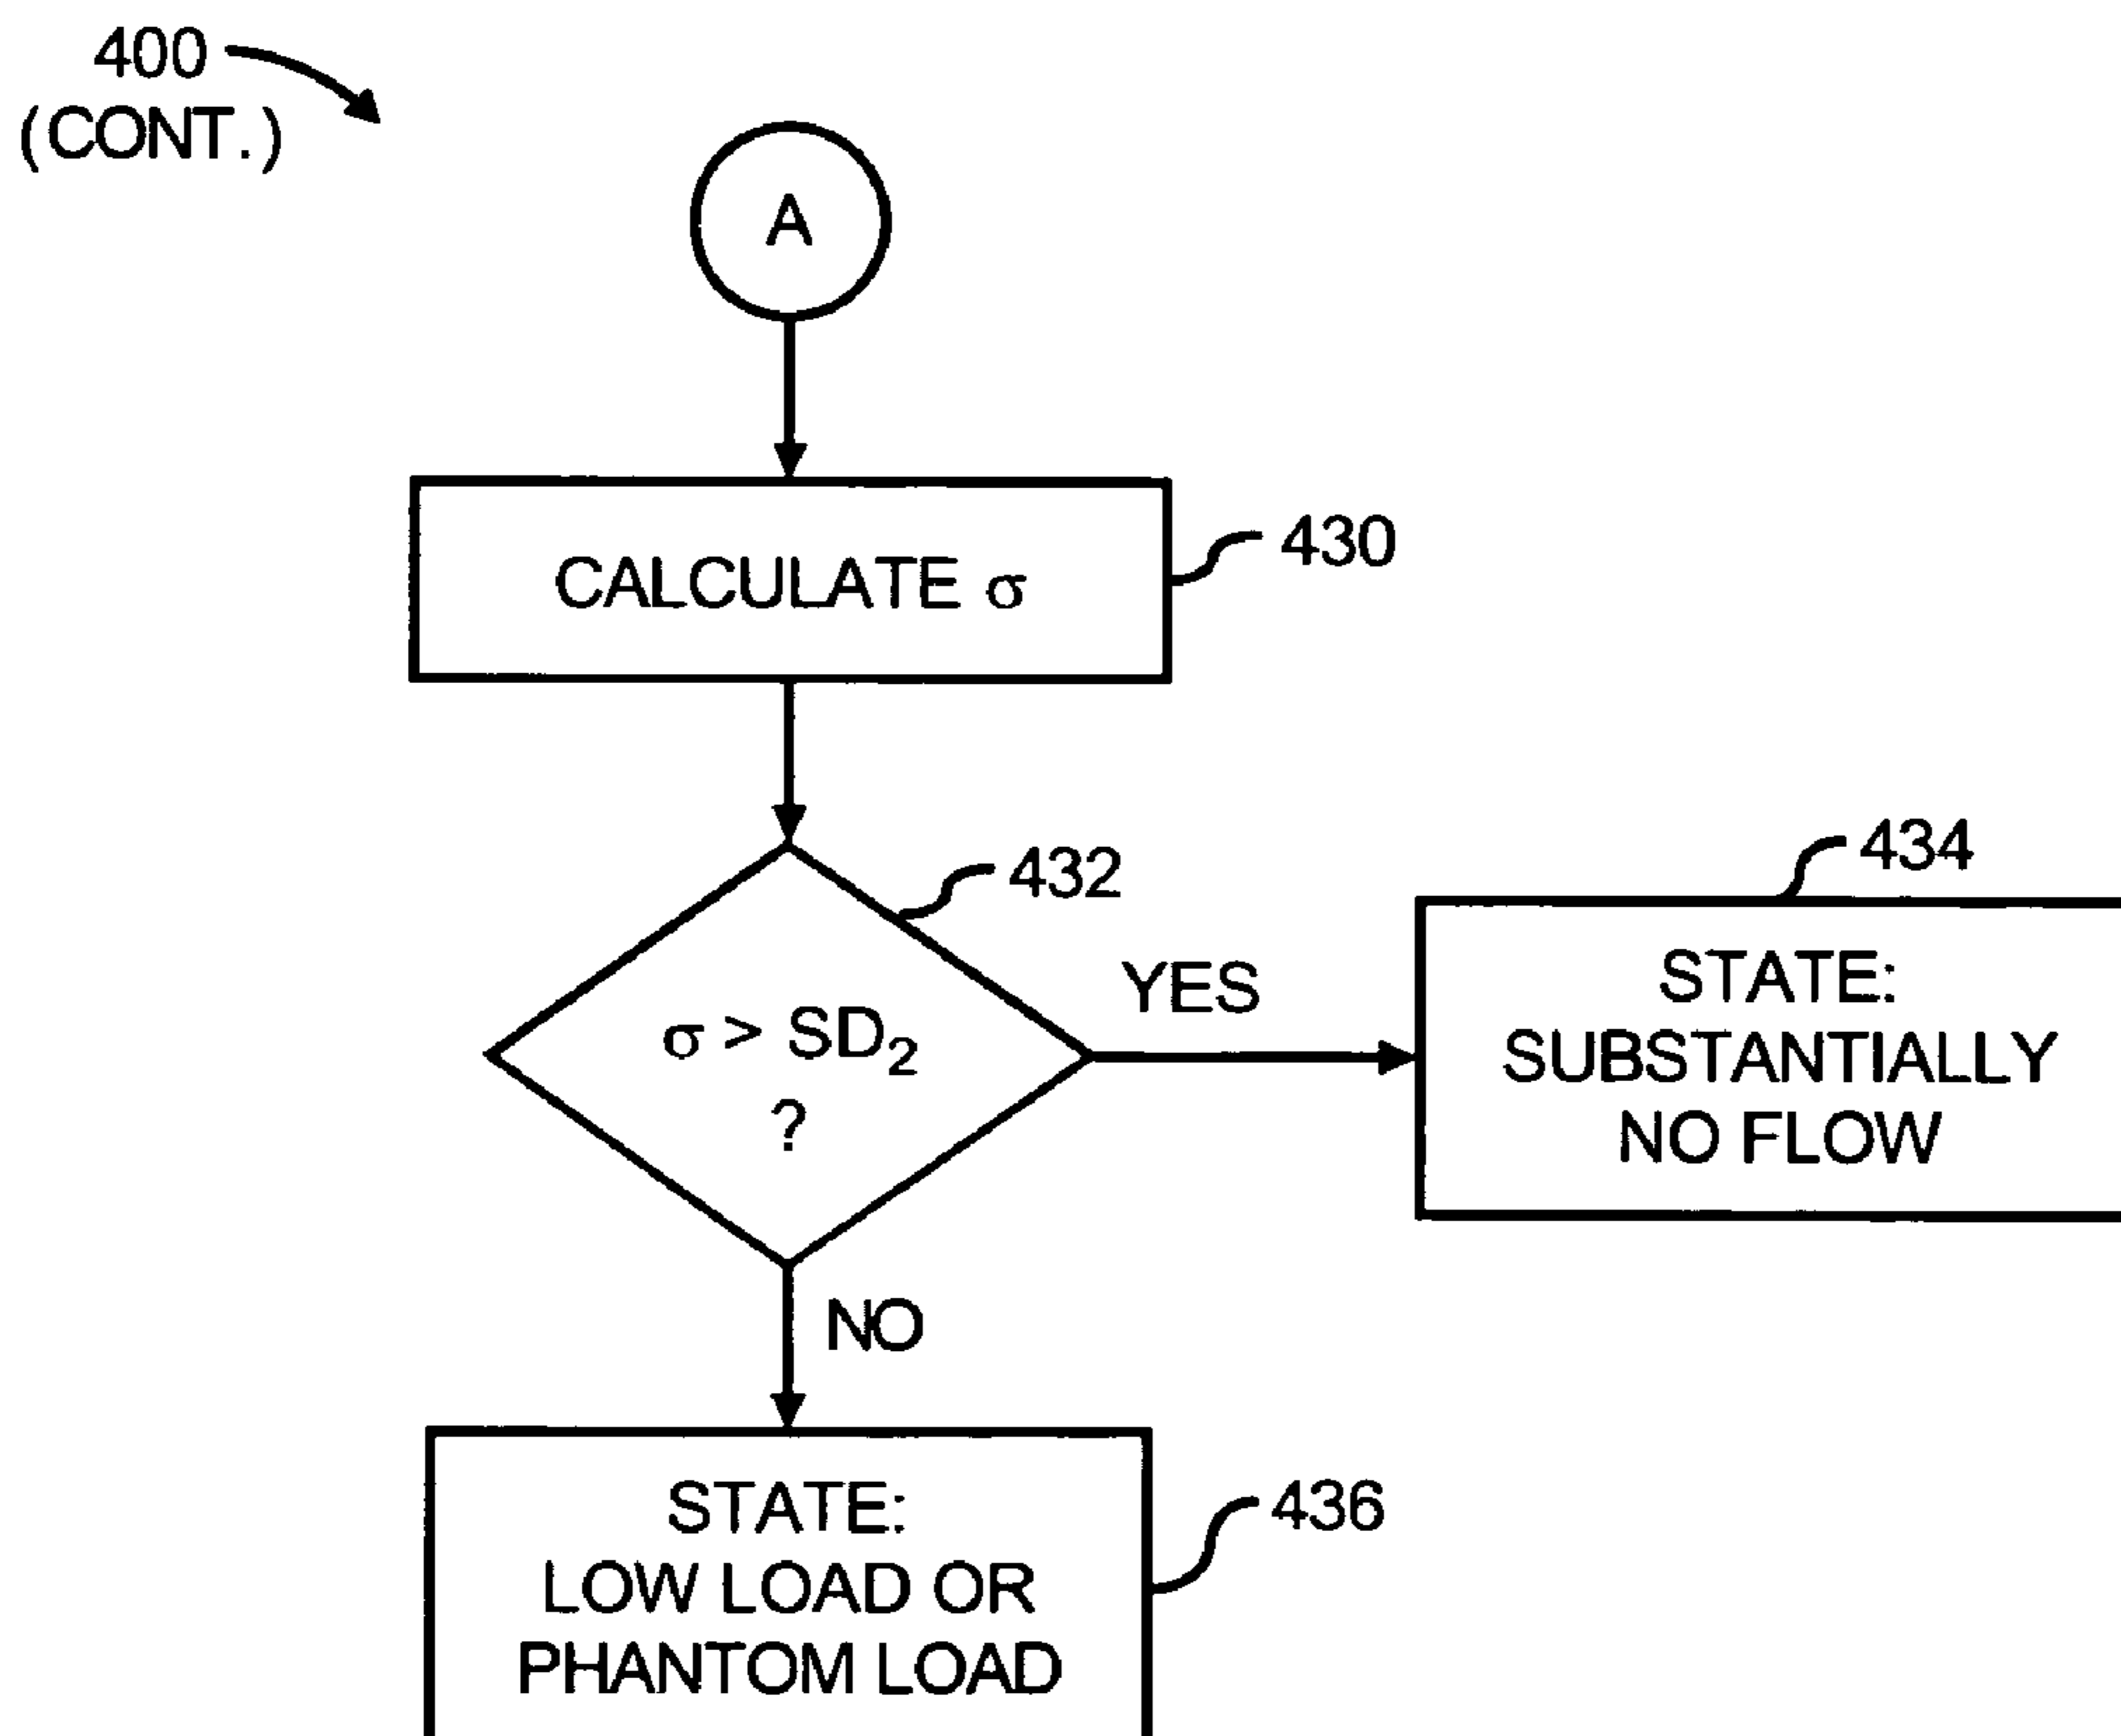 400
(CONT.)
A
CALCULATE σ
430
432
σ > SD₂
?
YES
434
STATE:
SUBSTANTIALLY
NO FLOW
NO
STATE:
LOW LOAD OR
PHANTOM LOAD
436